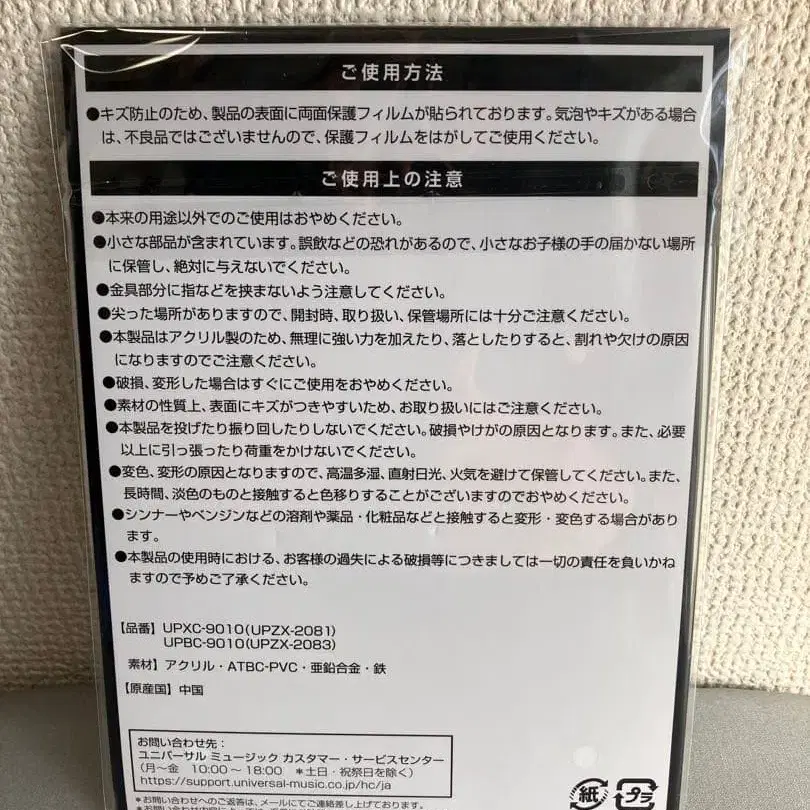 ご使用方法
●キズ防止のため、製品の表面に両面保護フィルムが貼られております。気泡やキズがある場合
は、不良品ではございませんので、保護フィルムをはがしてご使用ください。
ご使用上の注意
●本来の用途以外でのご使用はおやめください。
●小さな部品が含まれています。誤飲などの恐れがあるので、小さなお子様の手の届かない場所
に保管し、絶対に与えないでください。
●金具部分に指などを挟まないよう注意してください。
●尖った場所がありますので、開封時、取り扱い、保管場所には十分ご注意ください。
●本製品はアクリル製のため、無理に強い力を加えたり、落としたりすると、割れや欠けの原因
になりますのでご注意ください。
●破損、変形した場合はすぐにご使用をおやめください。
●素材の性質上、表面にキズがつきやすいため、お取り扱いにはご注意ください。
●本製品を投げたり振り回したりしないでください。破損やけがの原因となります。また、必要
以上に引っ張ったり荷重をかけないでください。
●変色、変形の原因となりますので、高温多湿、直射日光、火気を避けて保管してください。また、
長時間、淡色のものと接触すると色移りすることがございますのでおやめください。
●シンナーやベンジンなどの溶剤や薬品・化粧品などと接触すると変形・変色する場合があり
ます。
●本製品の使用時における、お客様の過失による破損等につきましては一切の責任を負いかね
ますので予めご了承ください。
【品番】 UPXC-9010(UPZX-2081)
UPBC-9010(UPZX-2083)
素材】アクリル・ATBC-PVC・亜鉛合金・鉄
【原産国】中国
お問い合わせ先：
ユニバーサル ミュージック カスタマー・サービスセンター
(月〜金 10:00〜18:00 *土日・祝祭日を除く)
https://support.universal-music.co.jp/hc/ja
*お問い合わせへのご返答は、メールにてご連絡差し上げております。
紙
プラ